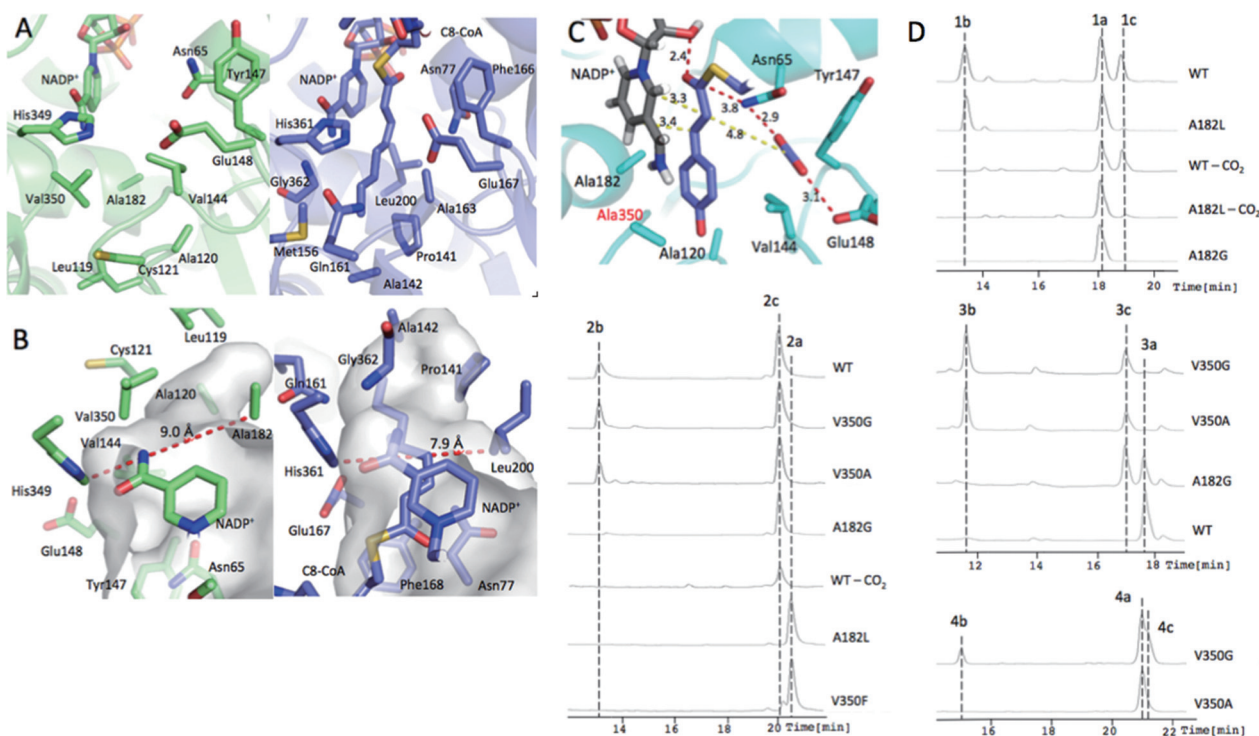 A
Asn65
NADP⁺
Tyr147
His349
Glu148
Val350
Ala182
Val144
Ala120
Leu119
Cys121
C8-CoA
NADP⁺
Asn77
Phe166
His361
Glu167
Gly362
Leu200
Ala163
Met156
Gln161
Pro141
Ala142
B
Leu119
Cys121
Ala120
Val350
9.0 Å
Ala182
Val144
His349
NADP⁺
Glu148
Tyr147
Asn65
Ala142
Gly362
Pro141
Gln161
7.9 Å
His361
Leu200
NADP⁺
Glu167
C8-CoA
Phe168
Asn77
C
2.4
NADP⁺
Asn65
Tyr147
3.3
3.8
2.9
3.4
4.8
Ala182
3.1
Ala350
Ala120
Val144
Glu148
D
1b 1a 1c
WT
A182L
WT – CO₂
A182L – CO₂
A182G
14 16 18 20
Time[min]
2b 2c
2a
WT
V350G
V350A
A182G
WT – CO₂
A182L
V350F
14 16 18 20
Time[min]
3b 3c
3a
V350G
V350A
A182G
WT
12 14 16 18
Time[min]
4a
4b 4c
V350G
V350A
16 18 20 22
Time[min]